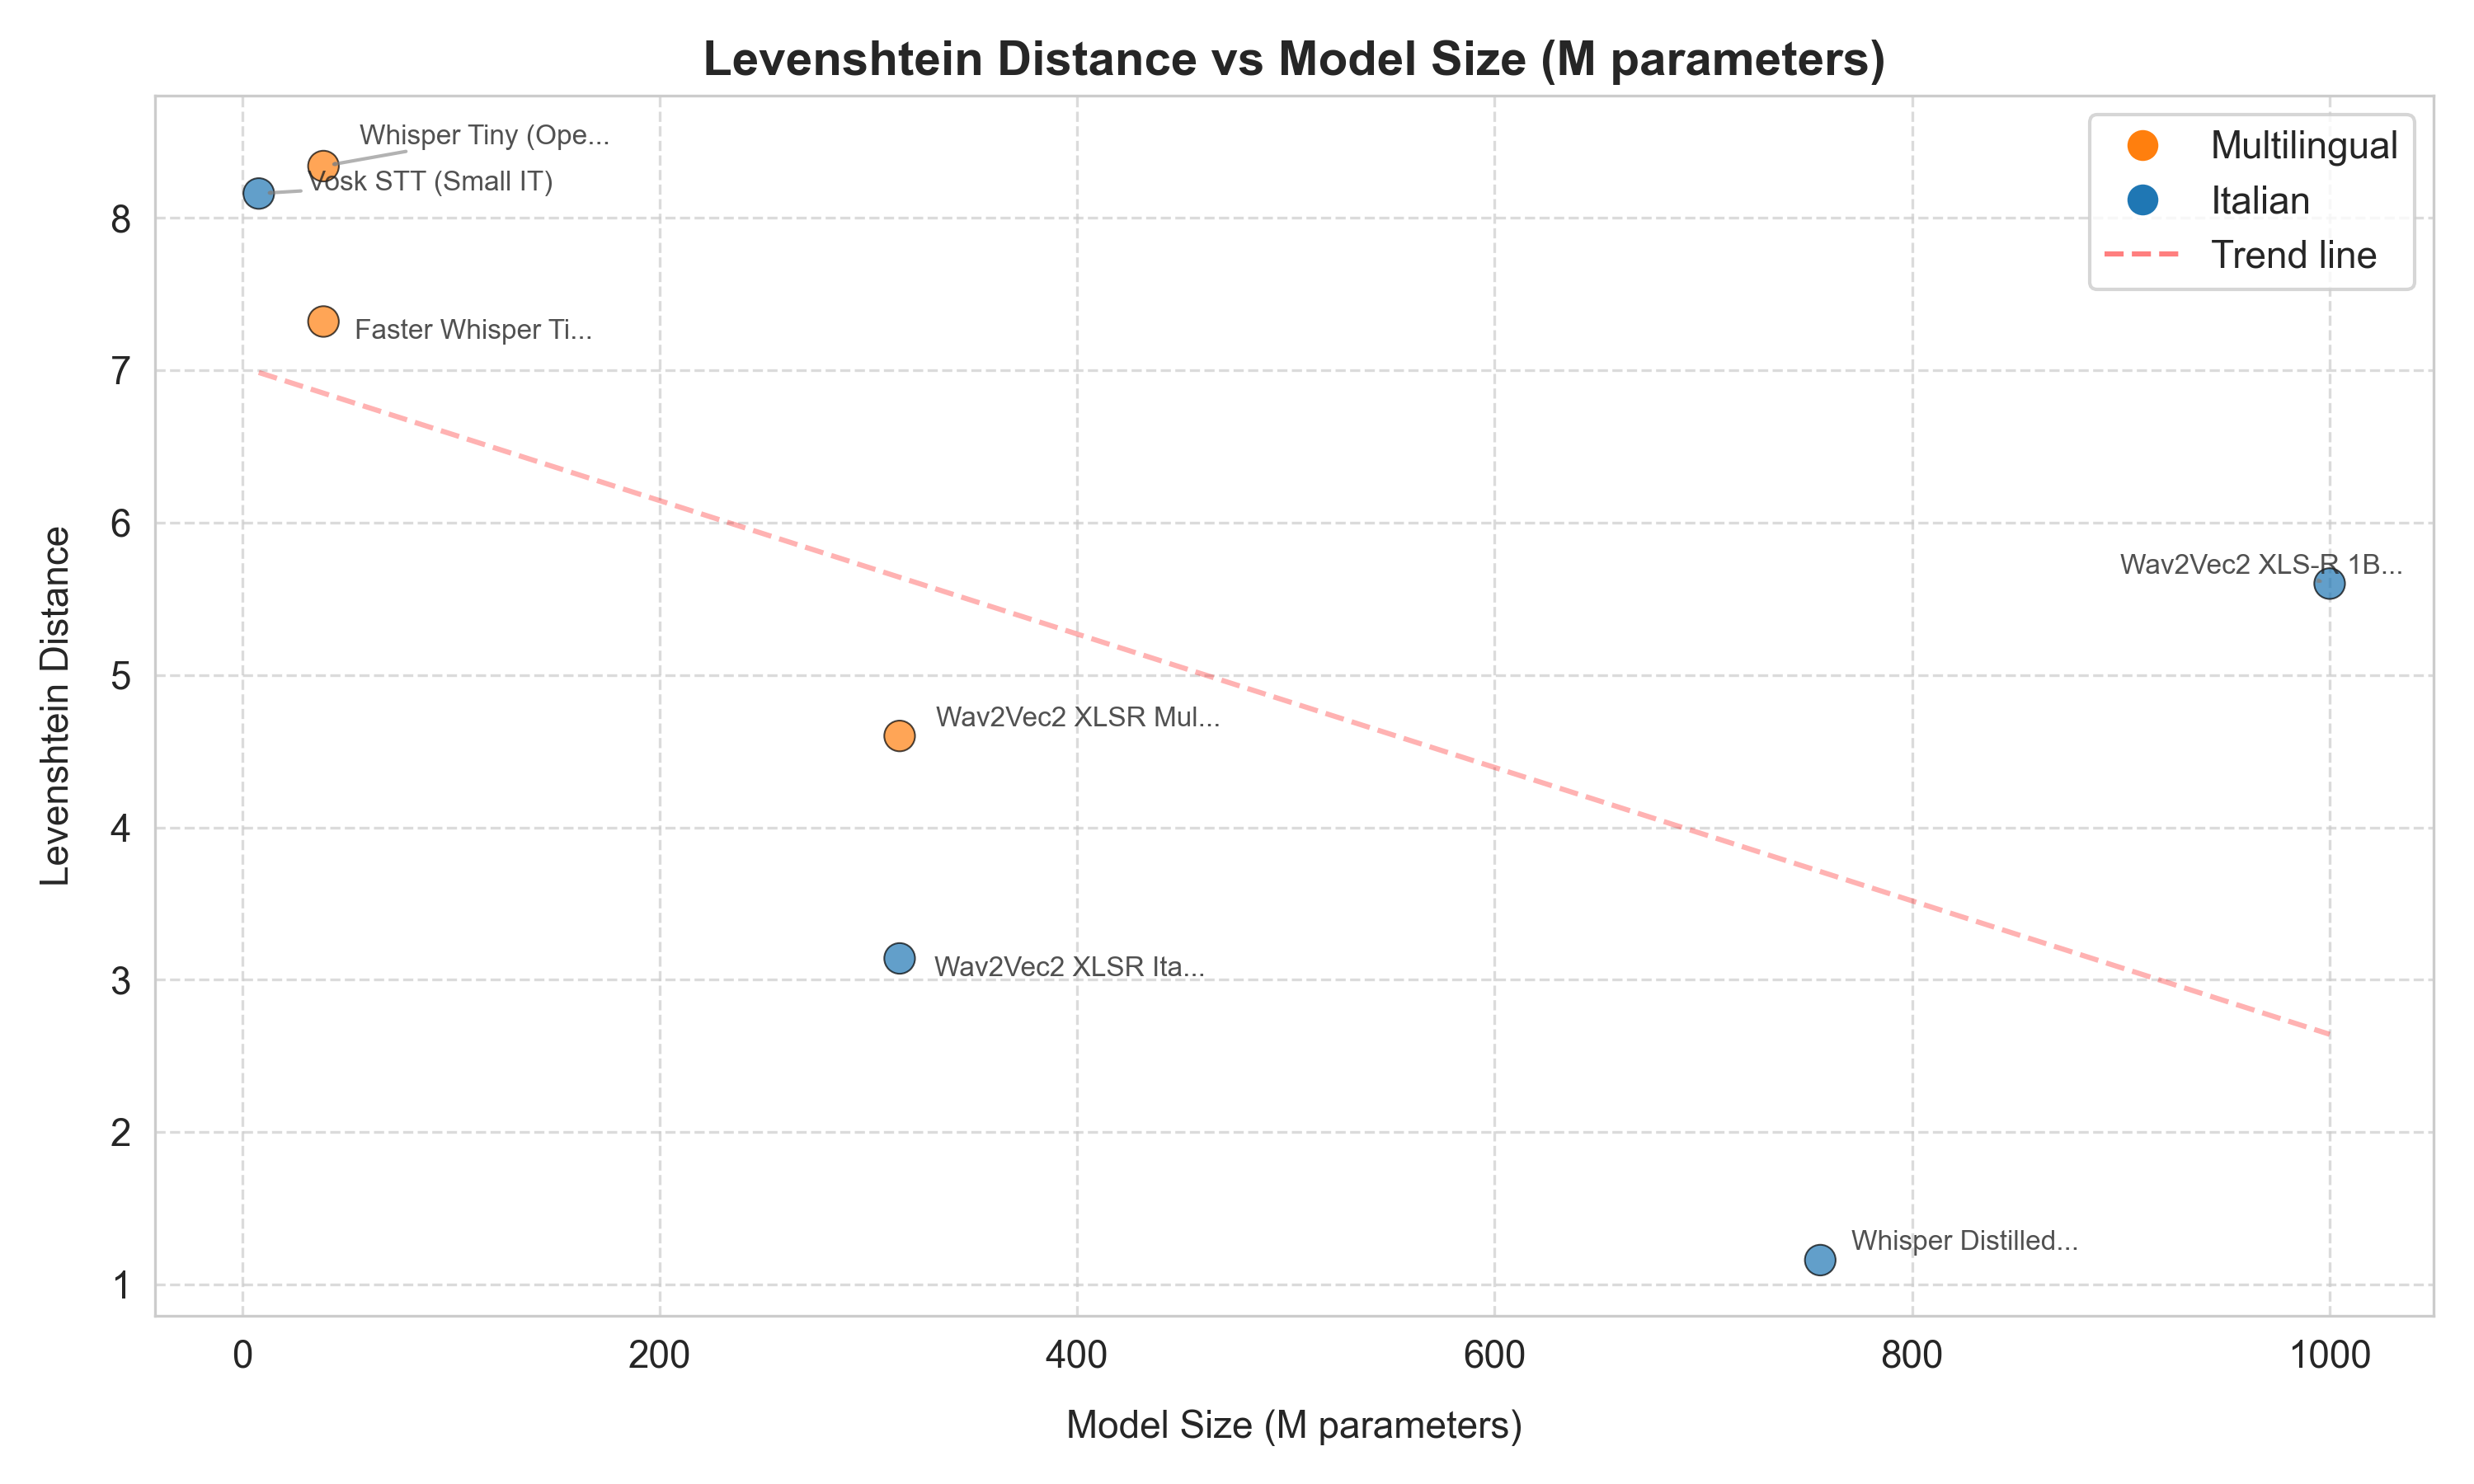 Levenshtein Distance vs Model Size (M parameters)
Multilingual
Italian
Trend line
Whisper Tiny (Ope...
Vosk STT (Small IT)
Faster Whisper Ti...
Wav2Vec2 XLS-R 1B...
Wav2Vec2 XLSR Mul...
Wav2Vec2 XLSR Ita...
Whisper Distilled...
Levenshtein Distance
8
7
6
5
4
3
2
1
0 200 400 600 800 1000
Model Size (M parameters)